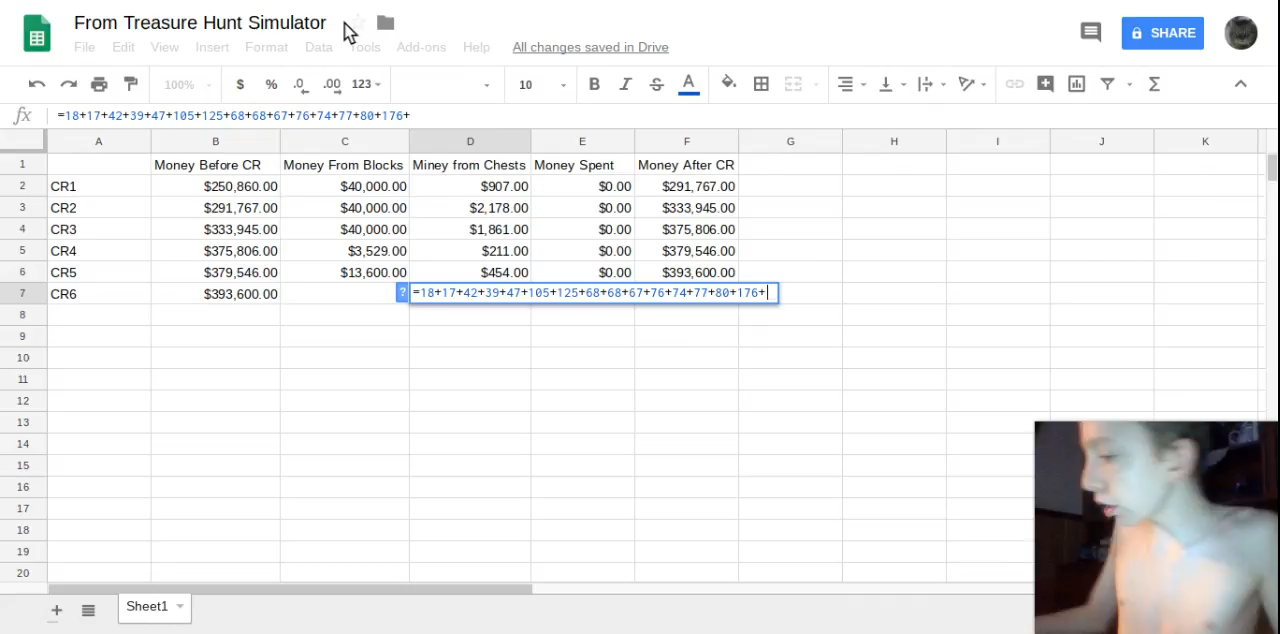 From Treasure Hunt Simulator
File Edit View Insert Format Data Tools Add-ons Help All changes saved in Drive
SHARE
100% $ % .0 .00 123 10 B I S A Σ
fx =18+17+42+39+47+105+125+68+68+67+76+74+77+80+176+
A B C D E F G H I J K
1 Money Before CR Money From Blocks Miney from Chests Money Spent Money After CR
2 CR1 $250,860.00 $40,000.00 $907.00 $0.00 $291,767.00
3 CR2 $291,767.00 $40,000.00 $2,178.00 $0.00 $333,945.00
4 CR3 $333,945.00 $40,000.00 $1,861.00 $0.00 $375,806.00
5 CR4 $375,806.00 $3,529.00 $211.00 $0.00 $379,546.00
6 CR5 $379,546.00 $13,600.00 $454.00 $0.00 $393,600.00
7 CR6 $393,600.00 ? =18+17+42+39+47+105+125+68+68+67+76+74+77+80+176+
8
9
10
11
12
13
14
15
16
17
18
19
20
+ Sheet1